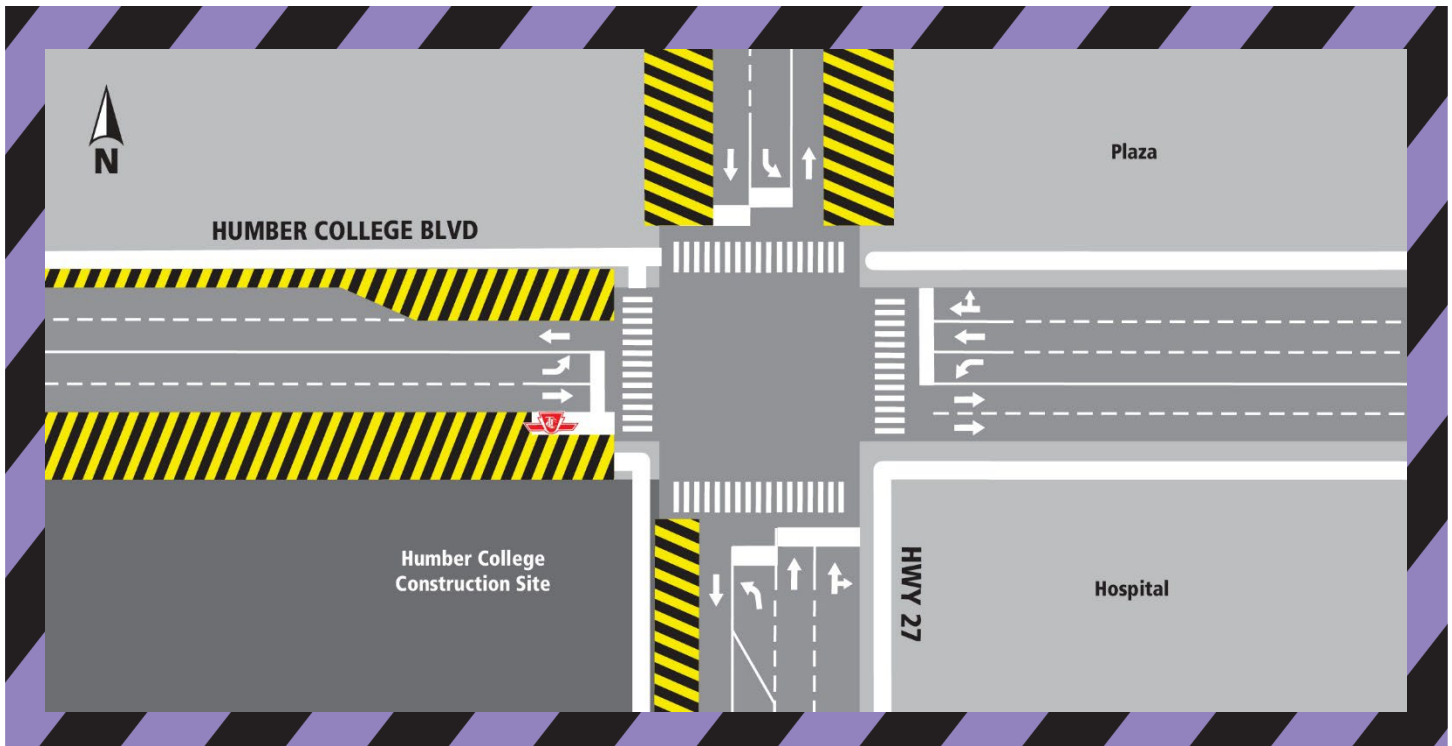 N
HUMBER COLLEGE BLVD
Plaza
Humber College
Construction Site
HWY 27
Hospital